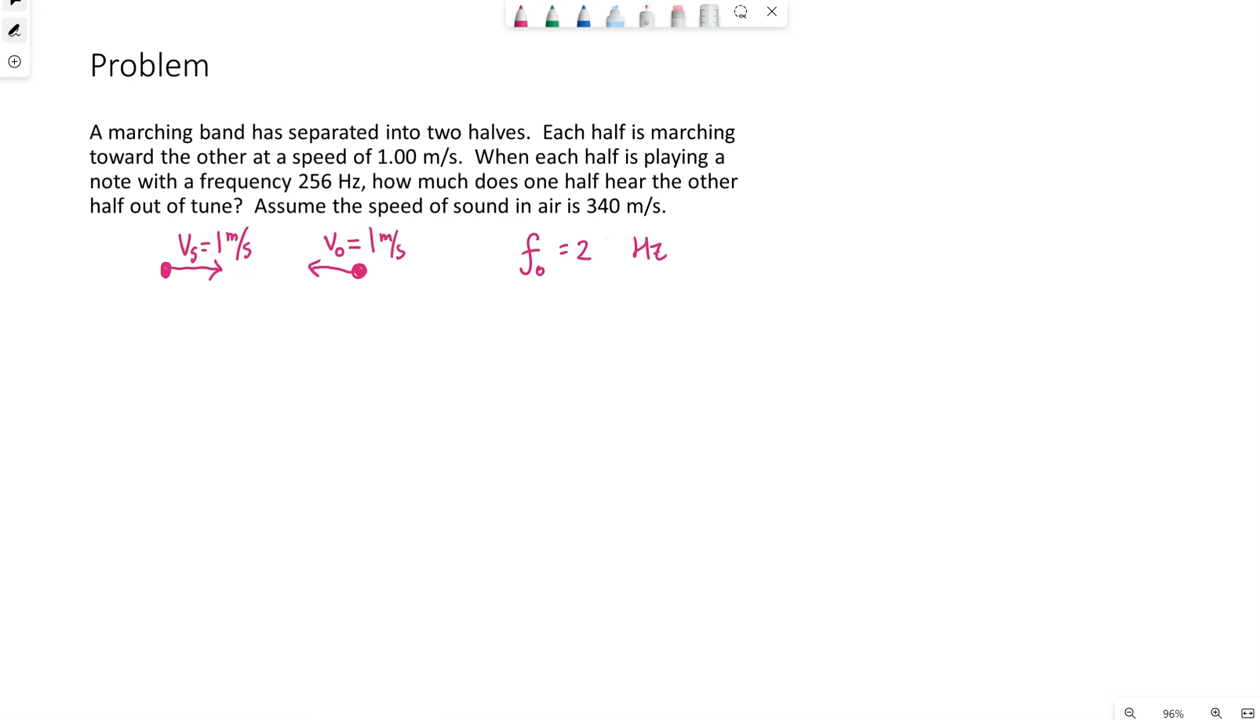 Problem
A marching band has separated into two halves. Each half is marching
toward the other at a speed of 1.00 m/s. When each half is playing a
note with a frequency 256 Hz, how much does one half hear the other
half out of tune? Assume the speed of sound in air is 340 m/s.
Vs=1 m/s Vo=1 m/s fo = 2 Hz
96%